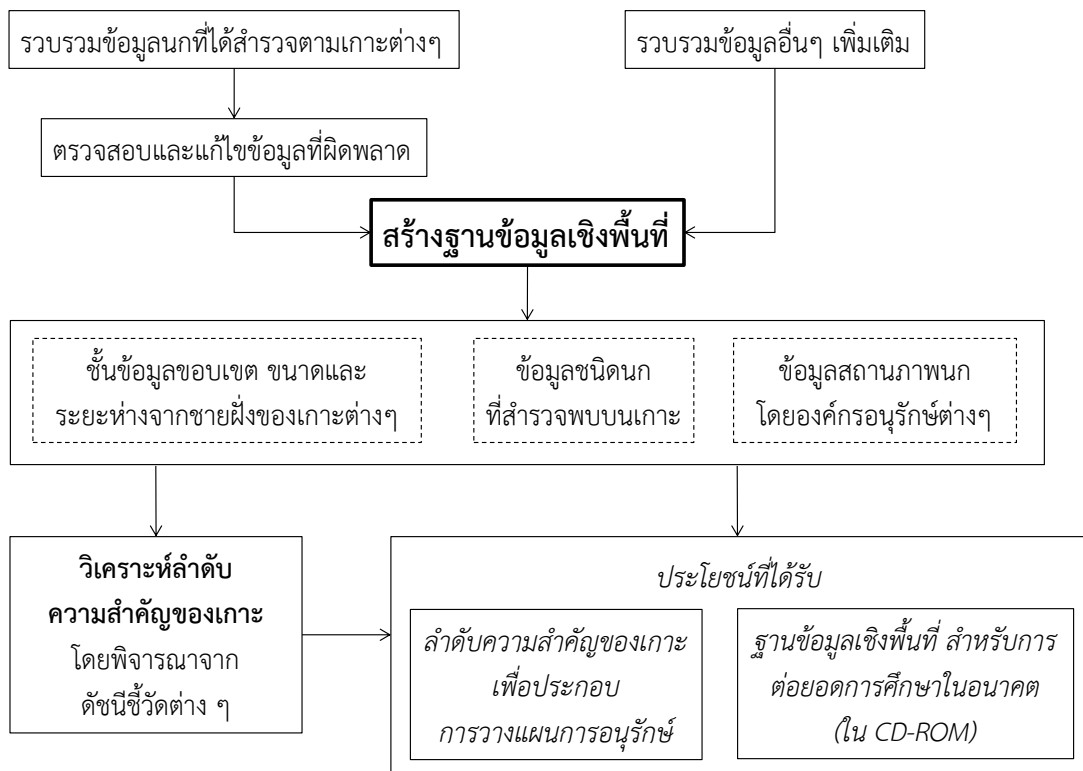 รวบรวมข้อมูลนกที่ได้สำรวจตามเกาะต่างๆ
รวบรวมข้อมูลอื่นๆ เพิ่มเติม
ตรวจสอบและแก้ไขข้อมูลที่ผิดพลาด
สร้างฐานข้อมูลเชิงพื้นที่
ชั้นข้อมูลขอบเขต ขนาดและ
ระยะห่างจากชายฝั่งของเกาะต่างๆ
ข้อมูลชนิดนก
ที่สำรวจพบบนเกาะ
ข้อมูลสถานภาพนก
โดยองค์กรอนุรักษ์ต่างๆ
วิเคราะห์ลำดับ
ความสำคัญของเกาะ
โดยพิจารณาจาก
ดัชนีชี้วัดต่าง ๆ
ประโยชน์ที่ได้รับ
ลำดับความสำคัญของเกาะ
เพื่อประกอบ
การวางแผนการอนุรักษ์
ฐานข้อมูลเชิงพื้นที่ สำหรับการ
ต่อยอดการศึกษาในอนาคต
(ใน CD-ROM)